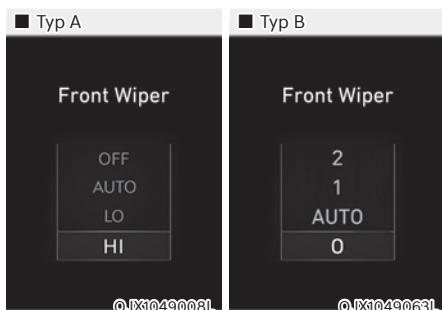 ■ Typ A
Front Wiper
OFF
AUTO
LO
HI
OJX1049008L
■ Typ B
Front Wiper
2
1
AUTO
0
OJX1049063L